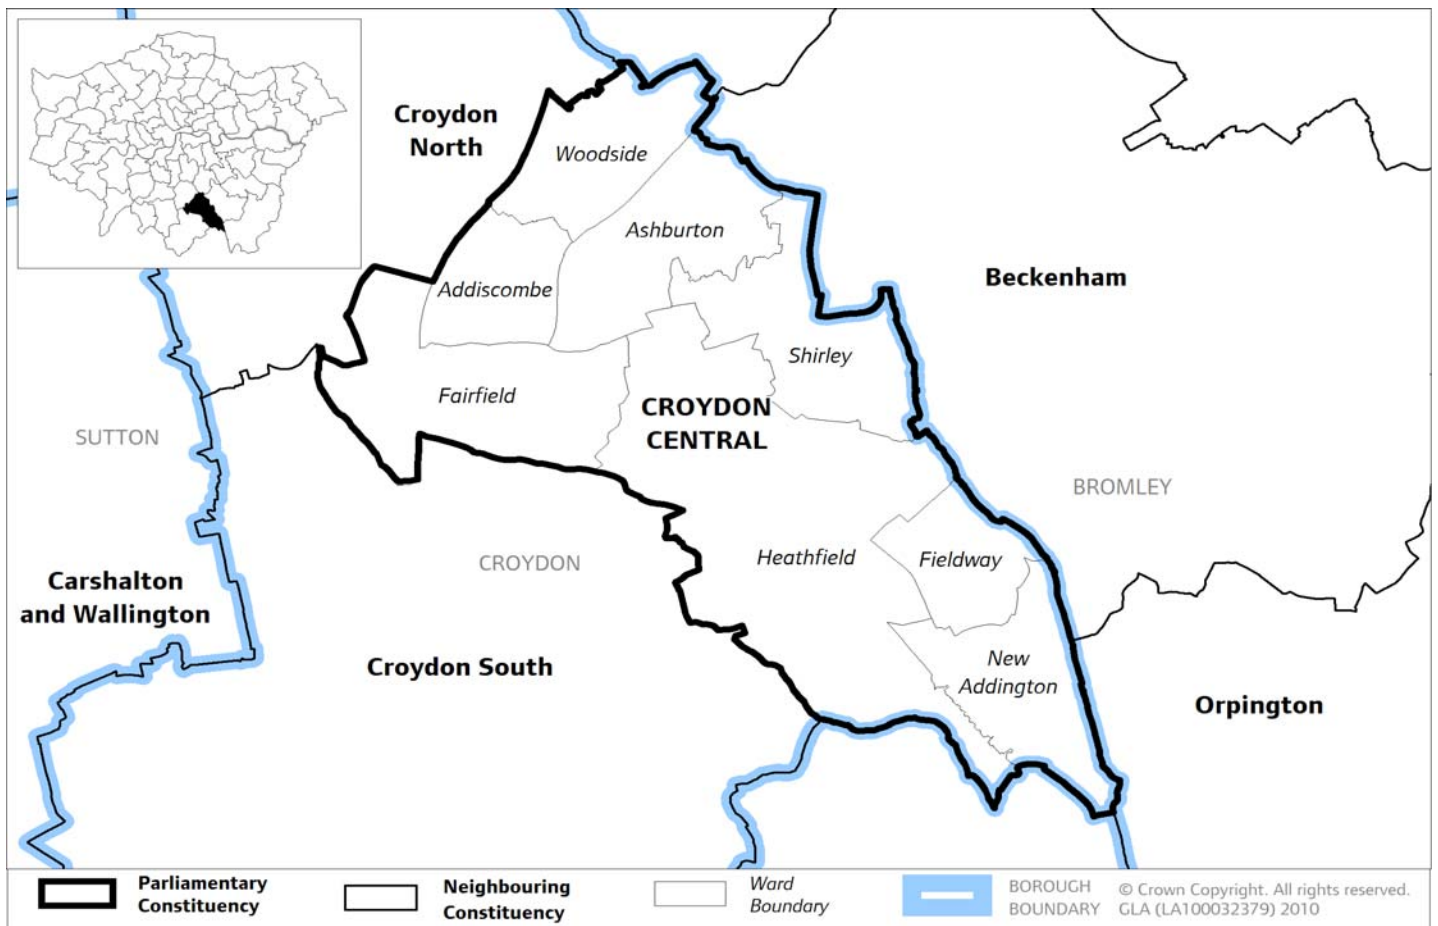 Croydon
North
Woodside
Ashburton
Beckenham
Addiscombe
Shirley
Fairfield
CROYDON
CENTRAL
SUTTON
BROMLEY
CROYDON
Heathfield
Fieldway
Carshalton
and Wallington
Croydon South
New
Addington
Orpington
Parliamentary
Constituency
Neighbouring
Constituency
Ward
Boundary
BOROUGH
BOUNDARY
© Crown Copyright. All rights reserved.
GLA (LA100032379) 2010